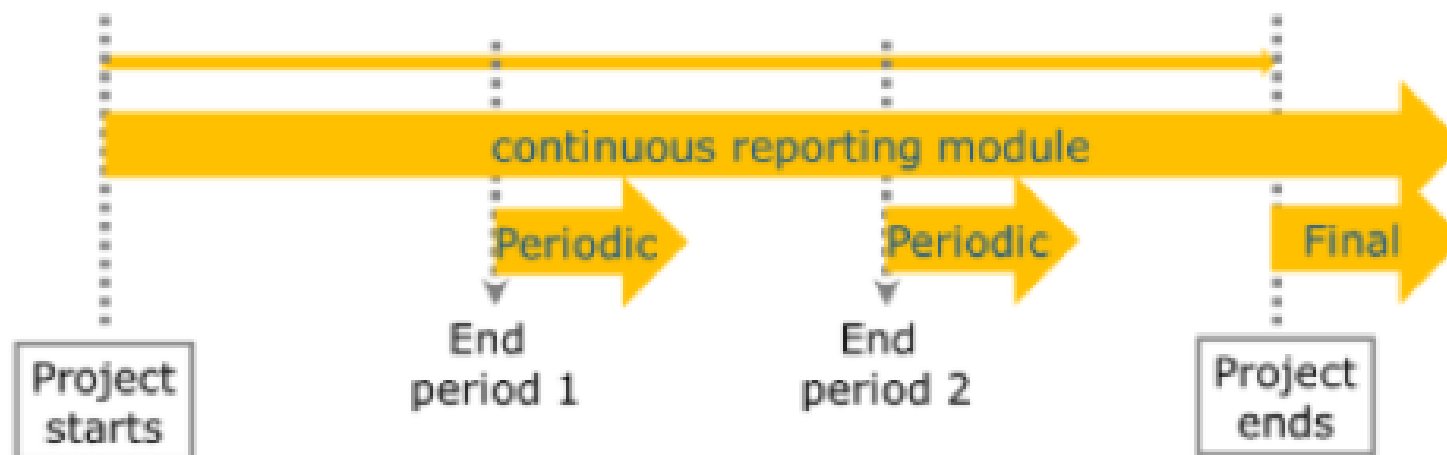 continuous reporting module
Periodic
Periodic
Final
End
period 1
End
period 2
Project
starts
Project
ends